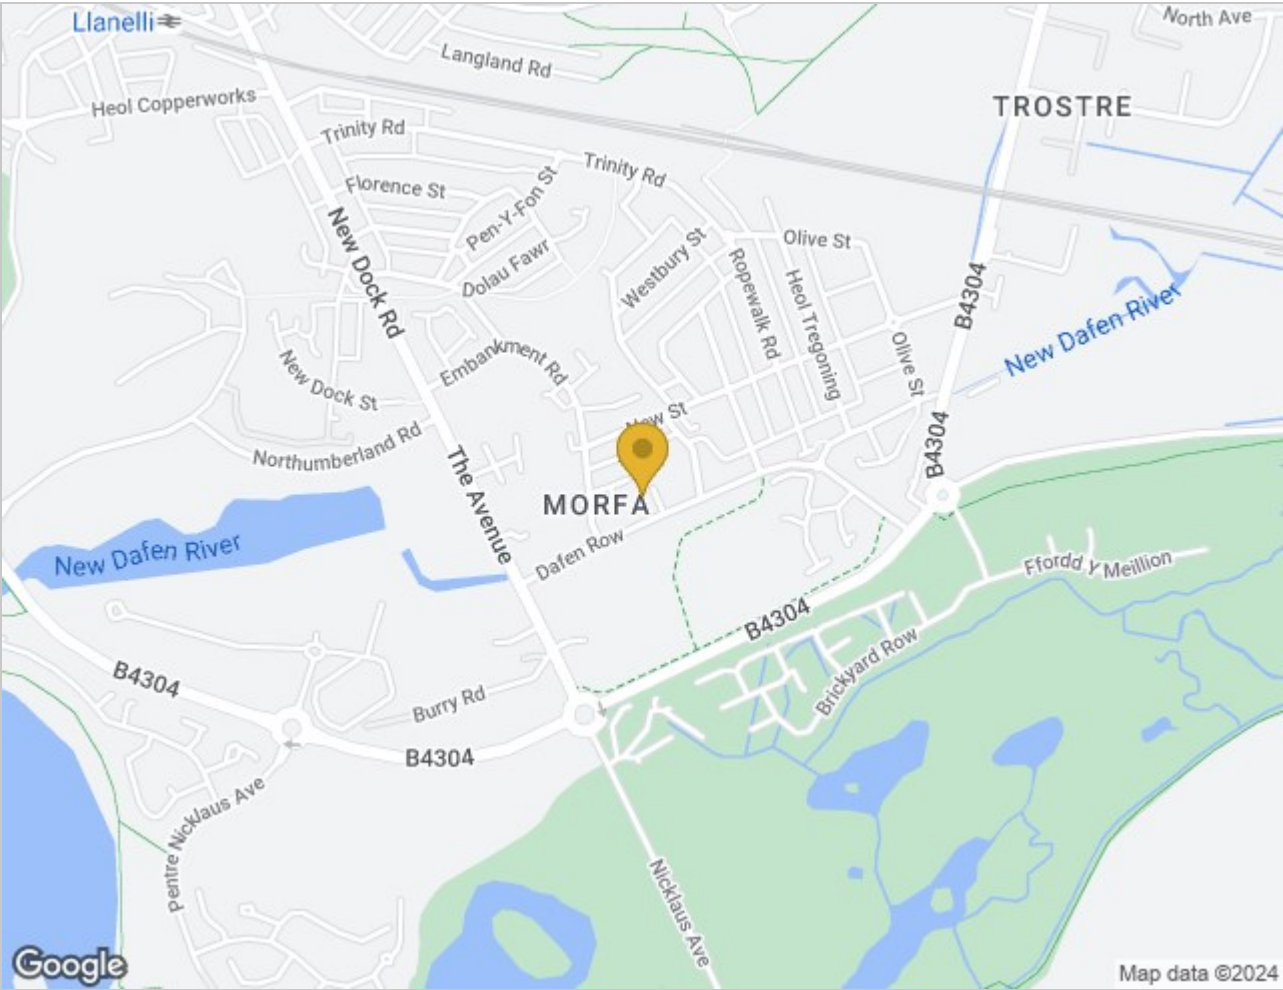 Llanelli
North Ave
Langland Rd
Heol Copperworks
TROSTRE
Trinity Rd
Trinity Rd
Florence St
Pen-Y-Fon St
New Dock Rd
Olive St
Westbury St
Dolau Fawr
Ropewalk Rd
Heol Tregoning
B4304
New Dafen River
Olive St
Embankment Rd
New Dock St
New St
B4304
Northumberland Rd
The Avenue
MORFA
New Dafen River
Dafen Row
Ffordd Y Meillion
B4304
B4304
Brickyard Row
Burry Rd
B4304
Pentre Nicklaus Ave
Nicklaus Ave
Google
Map data ©2024